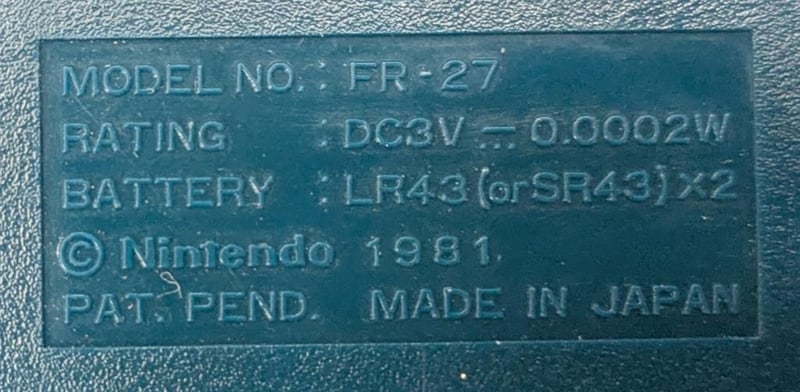 MODEL NO. : FR-27
RATING : DC3V ⎓ 0.0002W
BATTERY : LR43 (or SR43) X2
© Nintendo 1981
PAT. PEND. MADE IN JAPAN